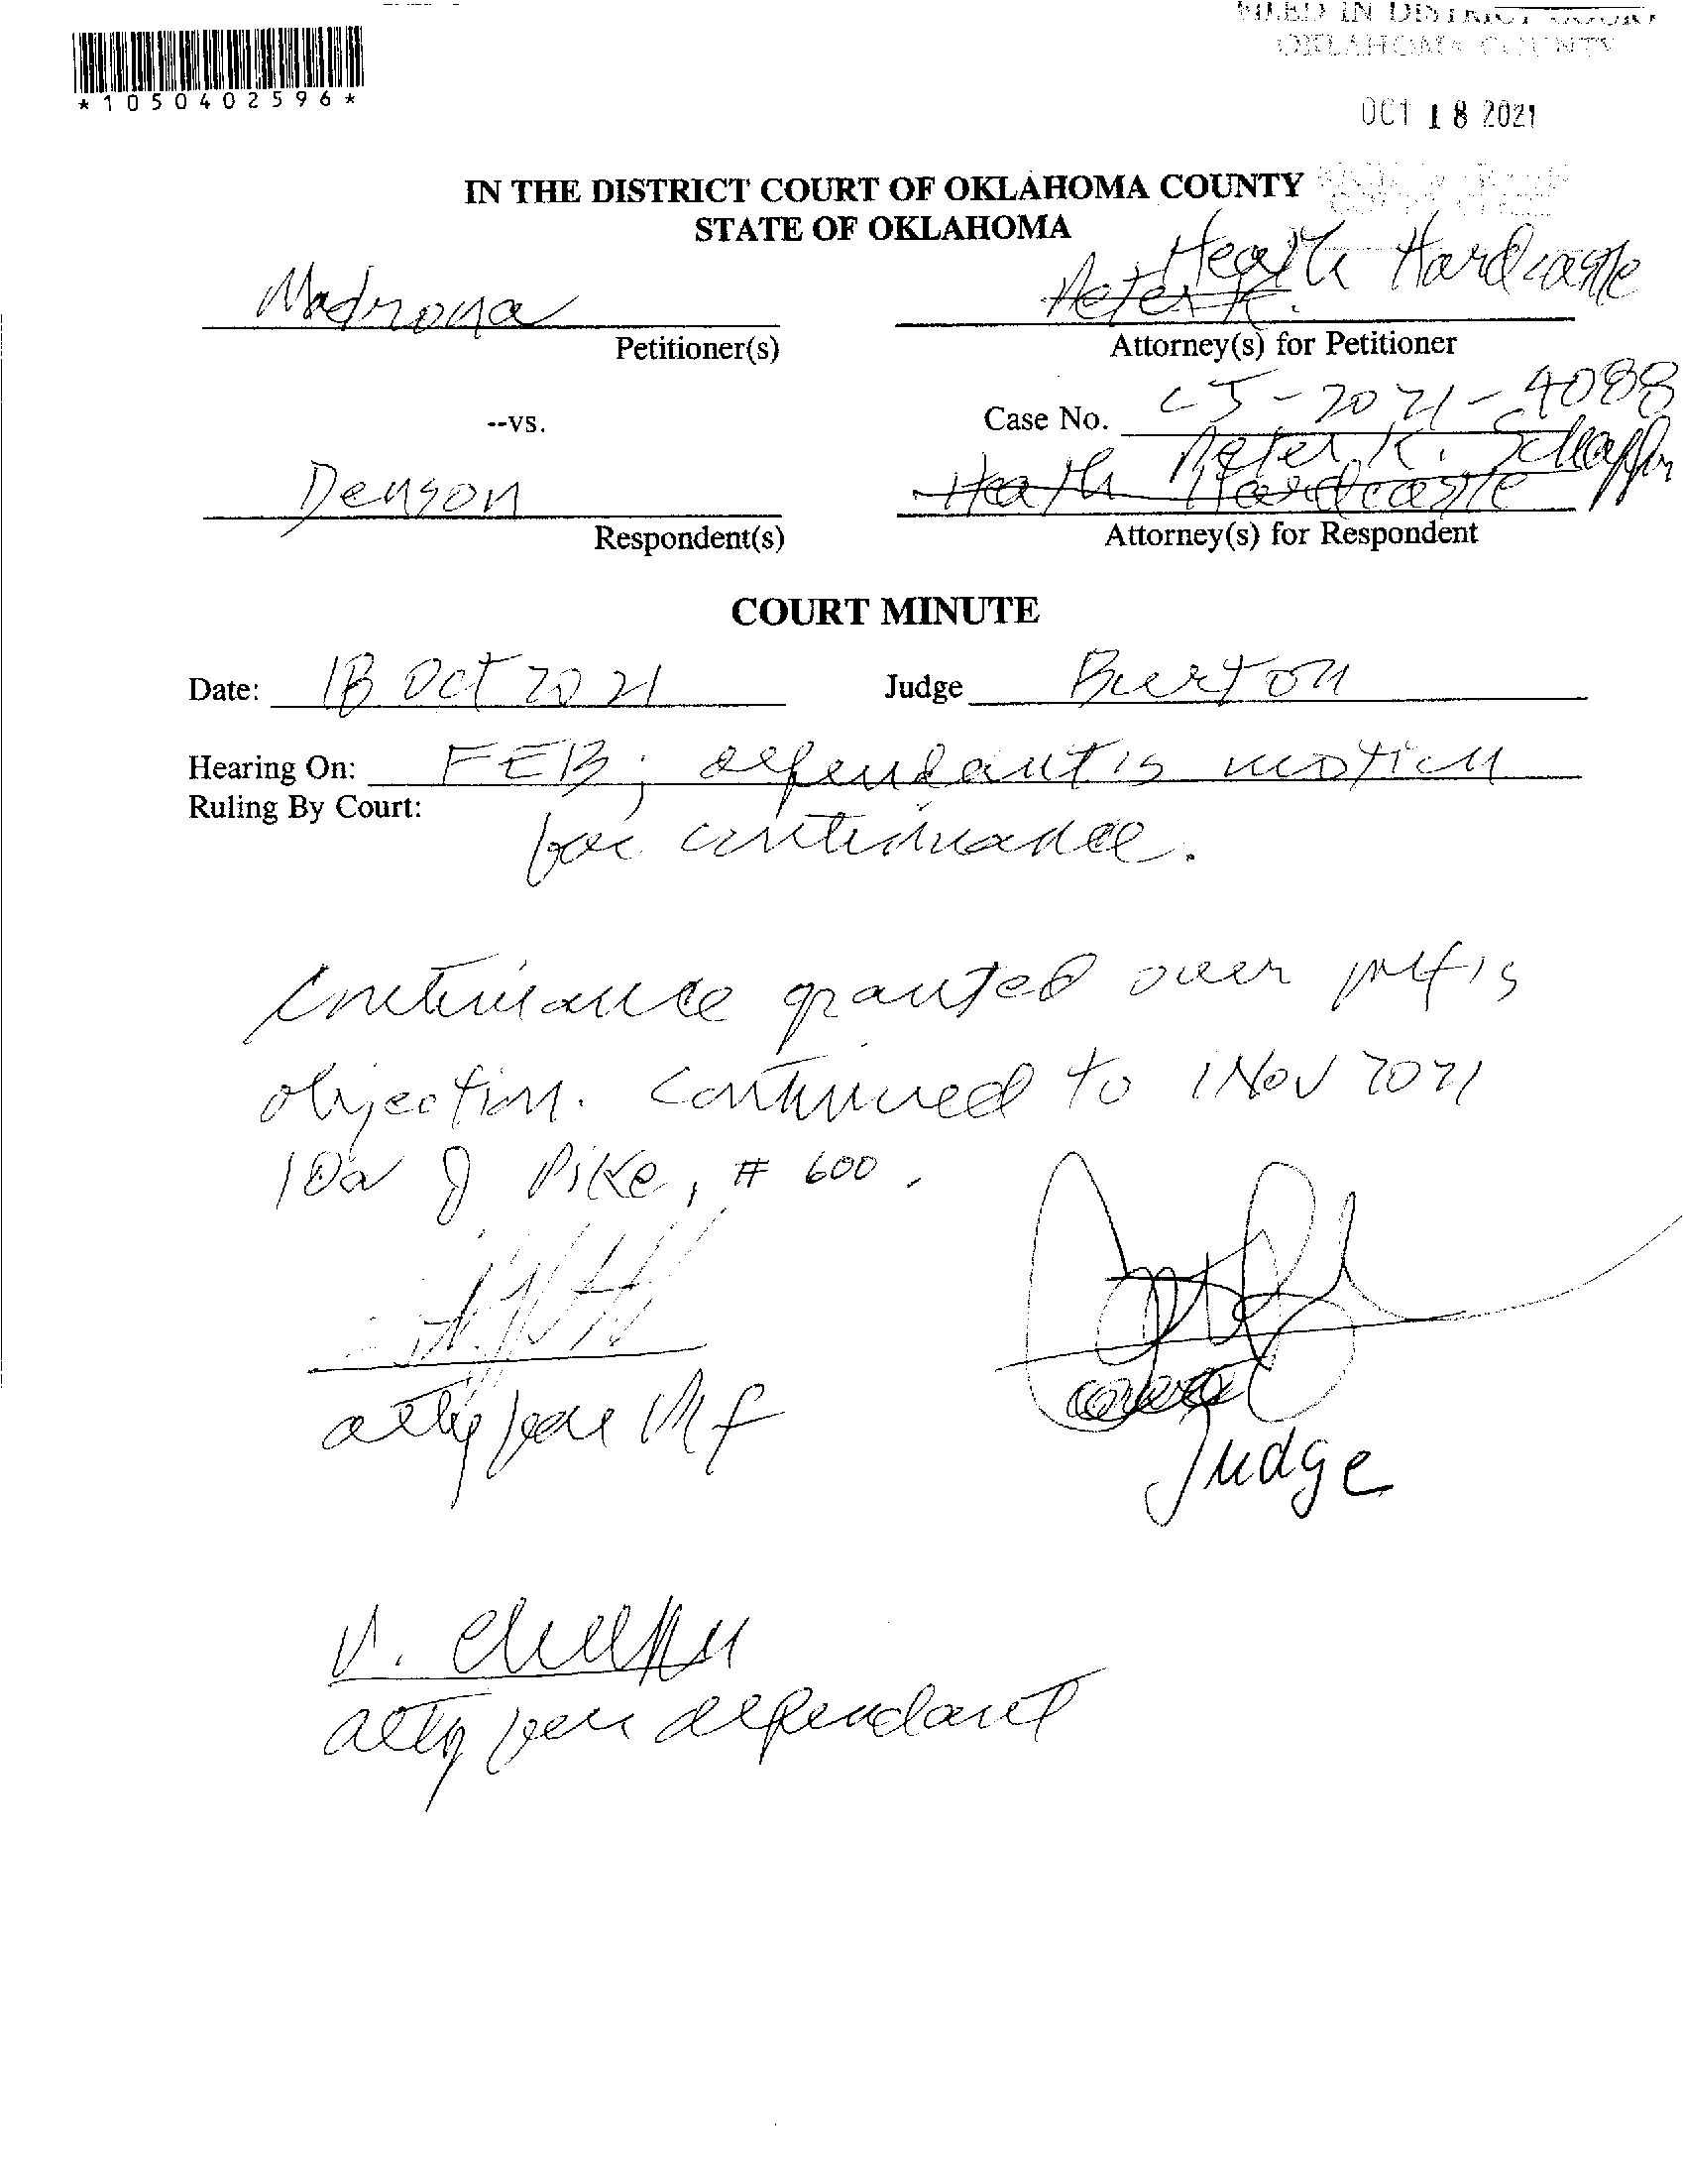 FILED IN DISTRICT COURT
OKLAHOMA COUNTY
*1050402596*
OCT 18 2021
IN THE DISTRICT COURT OF OKLAHOMA COUNTY
STATE OF OKLAHOMA
Heath Hardcastle
Madrona
Peter K.
Petitioner(s)
Attorney(s) for Petitioner
--vs.
Case No. CJ-2021-4088
Peter K. Schaffer
Denson
Heath Hardcastle
Respondent(s)
Attorney(s) for Respondent
COURT MINUTE
Date: 18 Oct 2021 Judge Burton
Hearing On: FEB; defendant's motion
Ruling By Court:
for continuance.
Continuance granted over pltf's
objection. Continued to 1 Nov 2021
10a J Pike, # 600.
atty for Pltf
Judge
atty for defendant